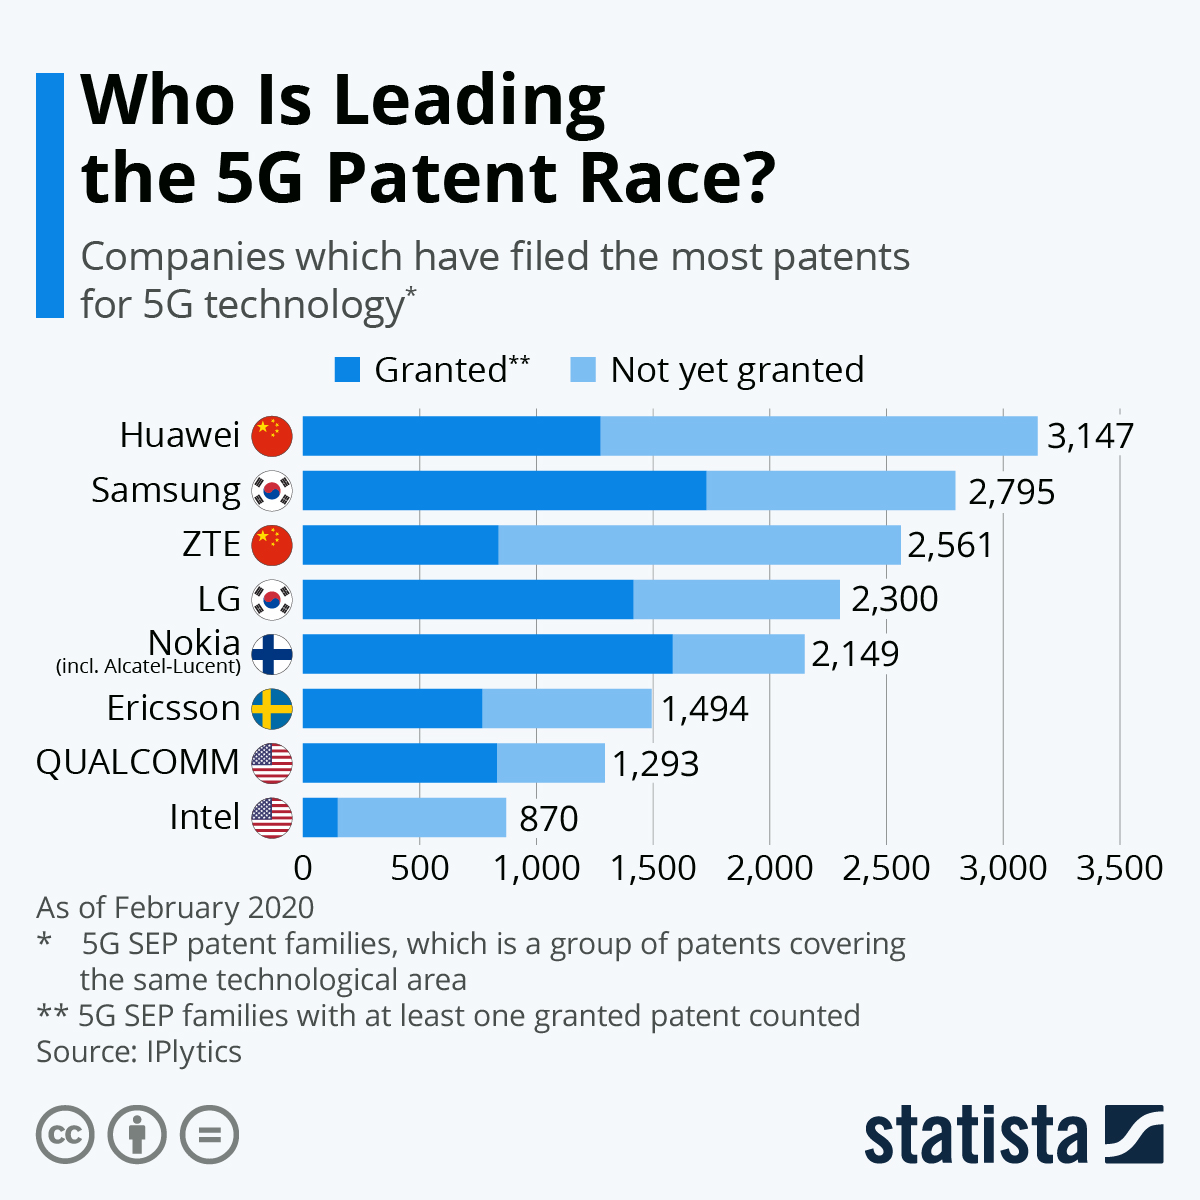 Who Is Leading
the 5G Patent Race?
Companies which have filed the most patents
for 5G technology*
Granted** Not yet granted
Huawei 3,147
Samsung 2,795
ZTE 2,561
LG 2,300
Nokia 2,149
(incl. Alcatel-Lucent)
Ericsson 1,494
QUALCOMM 1,293
Intel 870
0 500 1,000 1,500 2,000 2,500 3,000 3,500
As of February 2020
* 5G SEP patent families, which is a group of patents covering
the same technological area
** 5G SEP families with at least one granted patent counted
Source: IPlytics
cc
statista